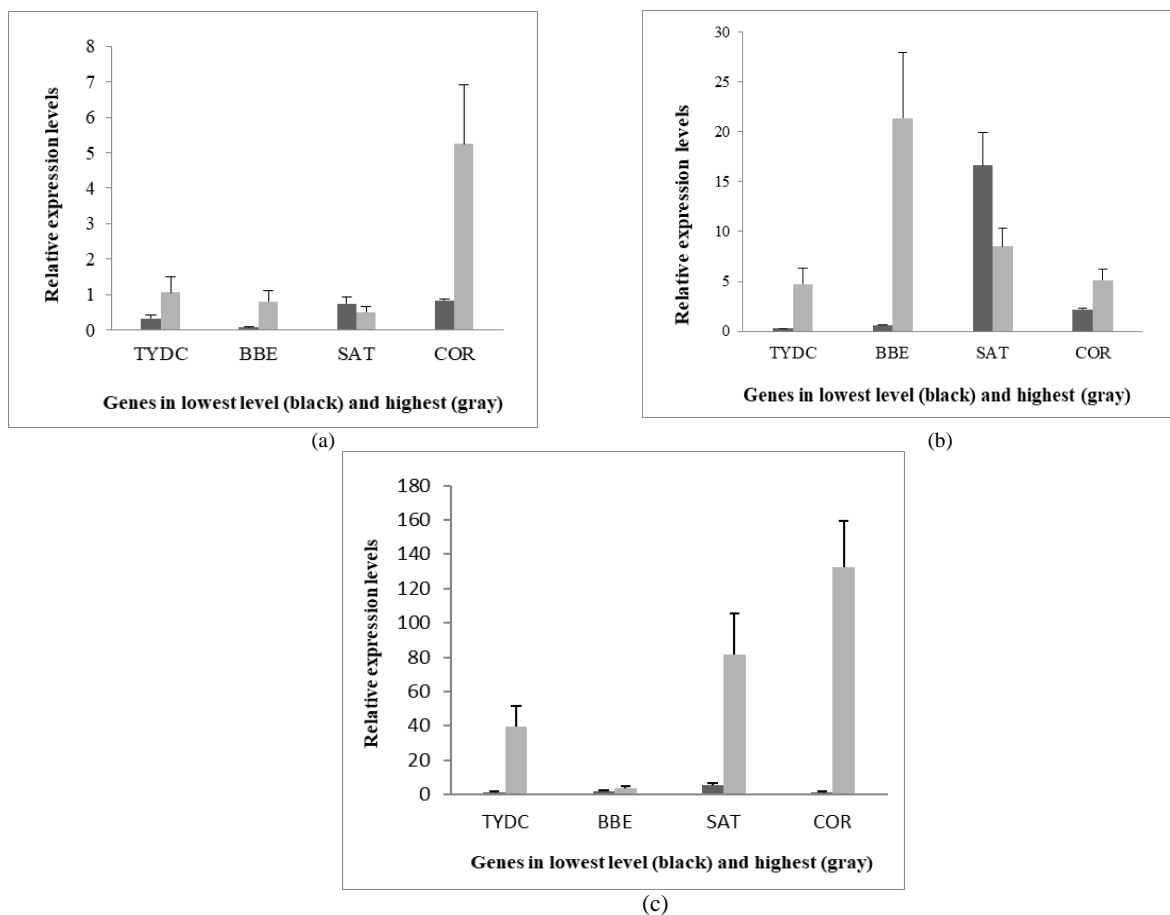 8
7
6
5
4
3
2
1
0
Relative expression levels
TYDC BBE SAT COR
Genes in lowest level (black) and highest (gray)
(a)
30
25
20
15
10
5
0
Relative expression levels
TYDC BBE SAT COR
Genes in lowest level (black) and highest (gray)
(b)
180
160
140
120
100
80
60
40
20
0
Relative expression levels
TYDC BBE SAT COR
Genes in lowest level (black) and highest (gray)
(c)